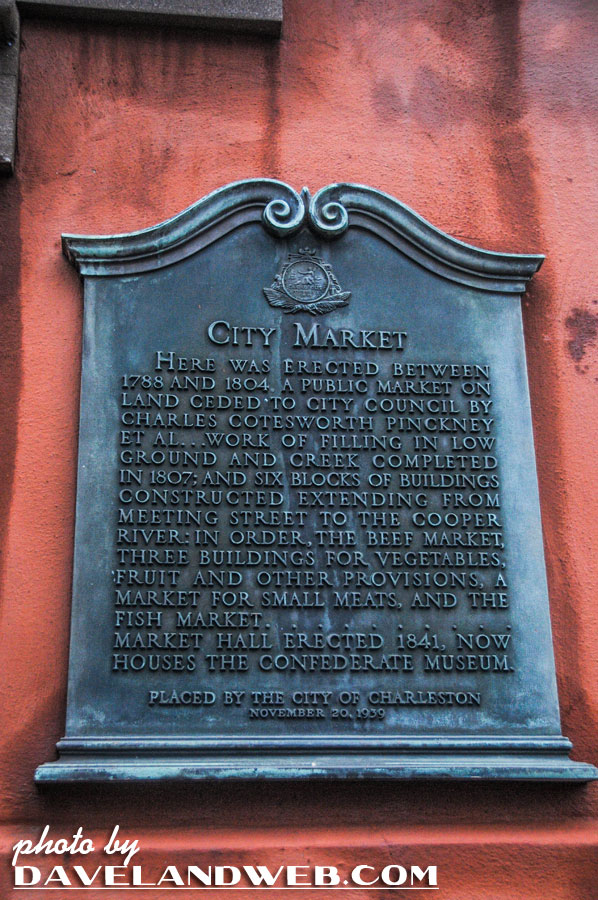 CITY MARKET
HERE WAS ERECTED BETWEEN
1788 AND 1804, A PUBLIC MARKET ON
LAND CEDED TO CITY COUNCIL BY
CHARLES COTESWORTH PINCKNEY
ET AL...WORK OF FILLING IN LOW
GROUND AND CREEK COMPLETED
IN 1807; AND SIX BLOCKS OF BUILDINGS
CONSTRUCTED EXTENDING FROM
MEETING STREET TO THE COOPER
RIVER: IN ORDER, THE BEEF MARKET,
THREE BUILDINGS FOR VEGETABLES,
FRUIT AND OTHER PROVISIONS, A
MARKET FOR SMALL MEATS, AND THE
FISH MARKET. . . . . . . . . .
MARKET HALL ERECTED 1841, NOW
HOUSES THE CONFEDERATE MUSEUM.
PLACED BY THE CITY OF CHARLESTON
NOVEMBER 20, 1939
photo by
DAVELANDWEB.COM